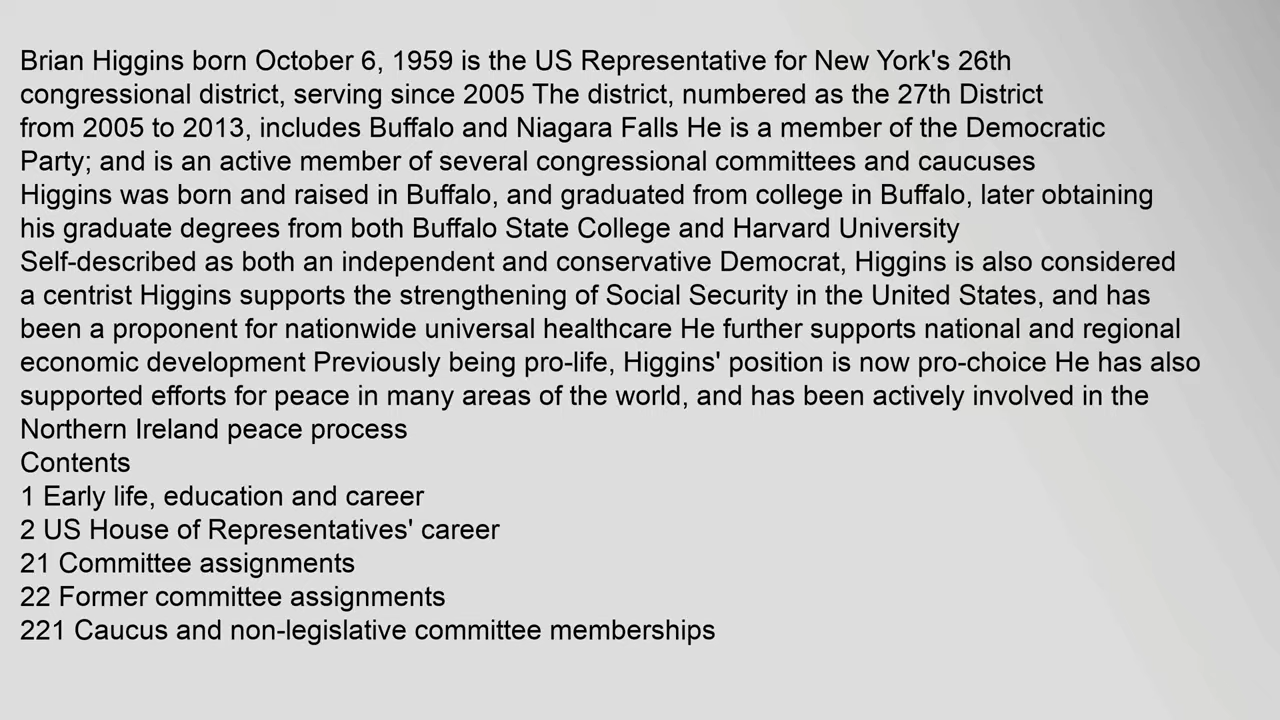 Brian Higgins born October 6, 1959 is the US Representative for New York's 26th
congressional district, serving since 2005 The district, numbered as the 27th District
from 2005 to 2013, includes Buffalo and Niagara Falls He is a member of the Democratic
Party; and is an active member of several congressional committees and caucuses
Higgins was born and raised in Buffalo, and graduated from college in Buffalo, later obtaining
his graduate degrees from both Buffalo State College and Harvard University
Self-described as both an independent and conservative Democrat, Higgins is also considered
a centrist Higgins supports the strengthening of Social Security in the United States, and has
been a proponent for nationwide universal healthcare He further supports national and regional
economic development Previously being pro-life, Higgins' position is now pro-choice He has also
supported efforts for peace in many areas of the world, and has been actively involved in the
Northern Ireland peace process
Contents
1 Early life, education and career
2 US House of Representatives' career
21 Committee assignments
22 Former committee assignments
221 Caucus and non-legislative committee memberships